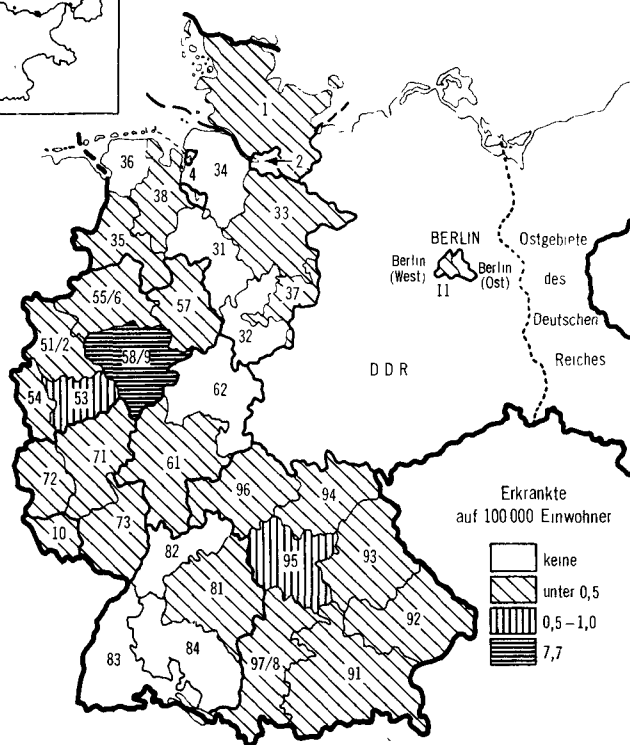 1
36
4
34
2
38
33
35
31
BERLIN
Ostgebiete
Berlin
(West)
Berlin
(Ost)
des
II
55/6
57
37
Deutschen
32
51/2
58/9
Reiches
DDR
54
53
62
71
61
72
96
94
Erkrankte
auf 100 000 Einwohner
10
73
82
95
93
keine
81
unter 0,5
92
0,5-1,0
83
84
97/8
91
7,7